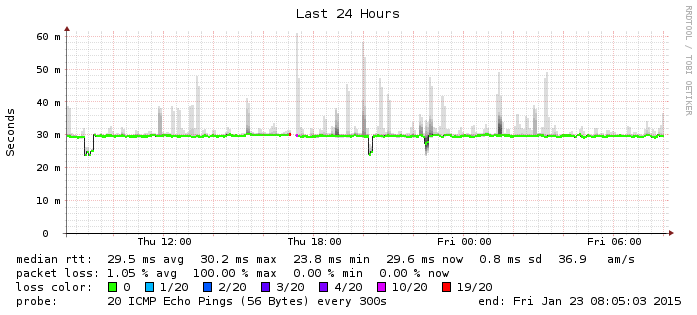 Last 24 Hours
RRDTOOL / TOBI OETIKER
Seconds
60 m
50 m
40 m
30 m
20 m
10 m
0
Thu 12:00 Thu 18:00 Fri 00:00 Fri 06:00
median rtt: 29.5 ms avg 30.2 ms max 23.8 ms min 29.6 ms now 0.8 ms sd 36.9 am/s
packet loss: 1.05 % avg 100.00 % max 0.00 % min 0.00 % now
loss color: 0 1/20 2/20 3/20 4/20 10/20 19/20
probe: 20 ICMP Echo Pings (56 Bytes) every 300s end: Fri Jan 23 08:05:03 2015